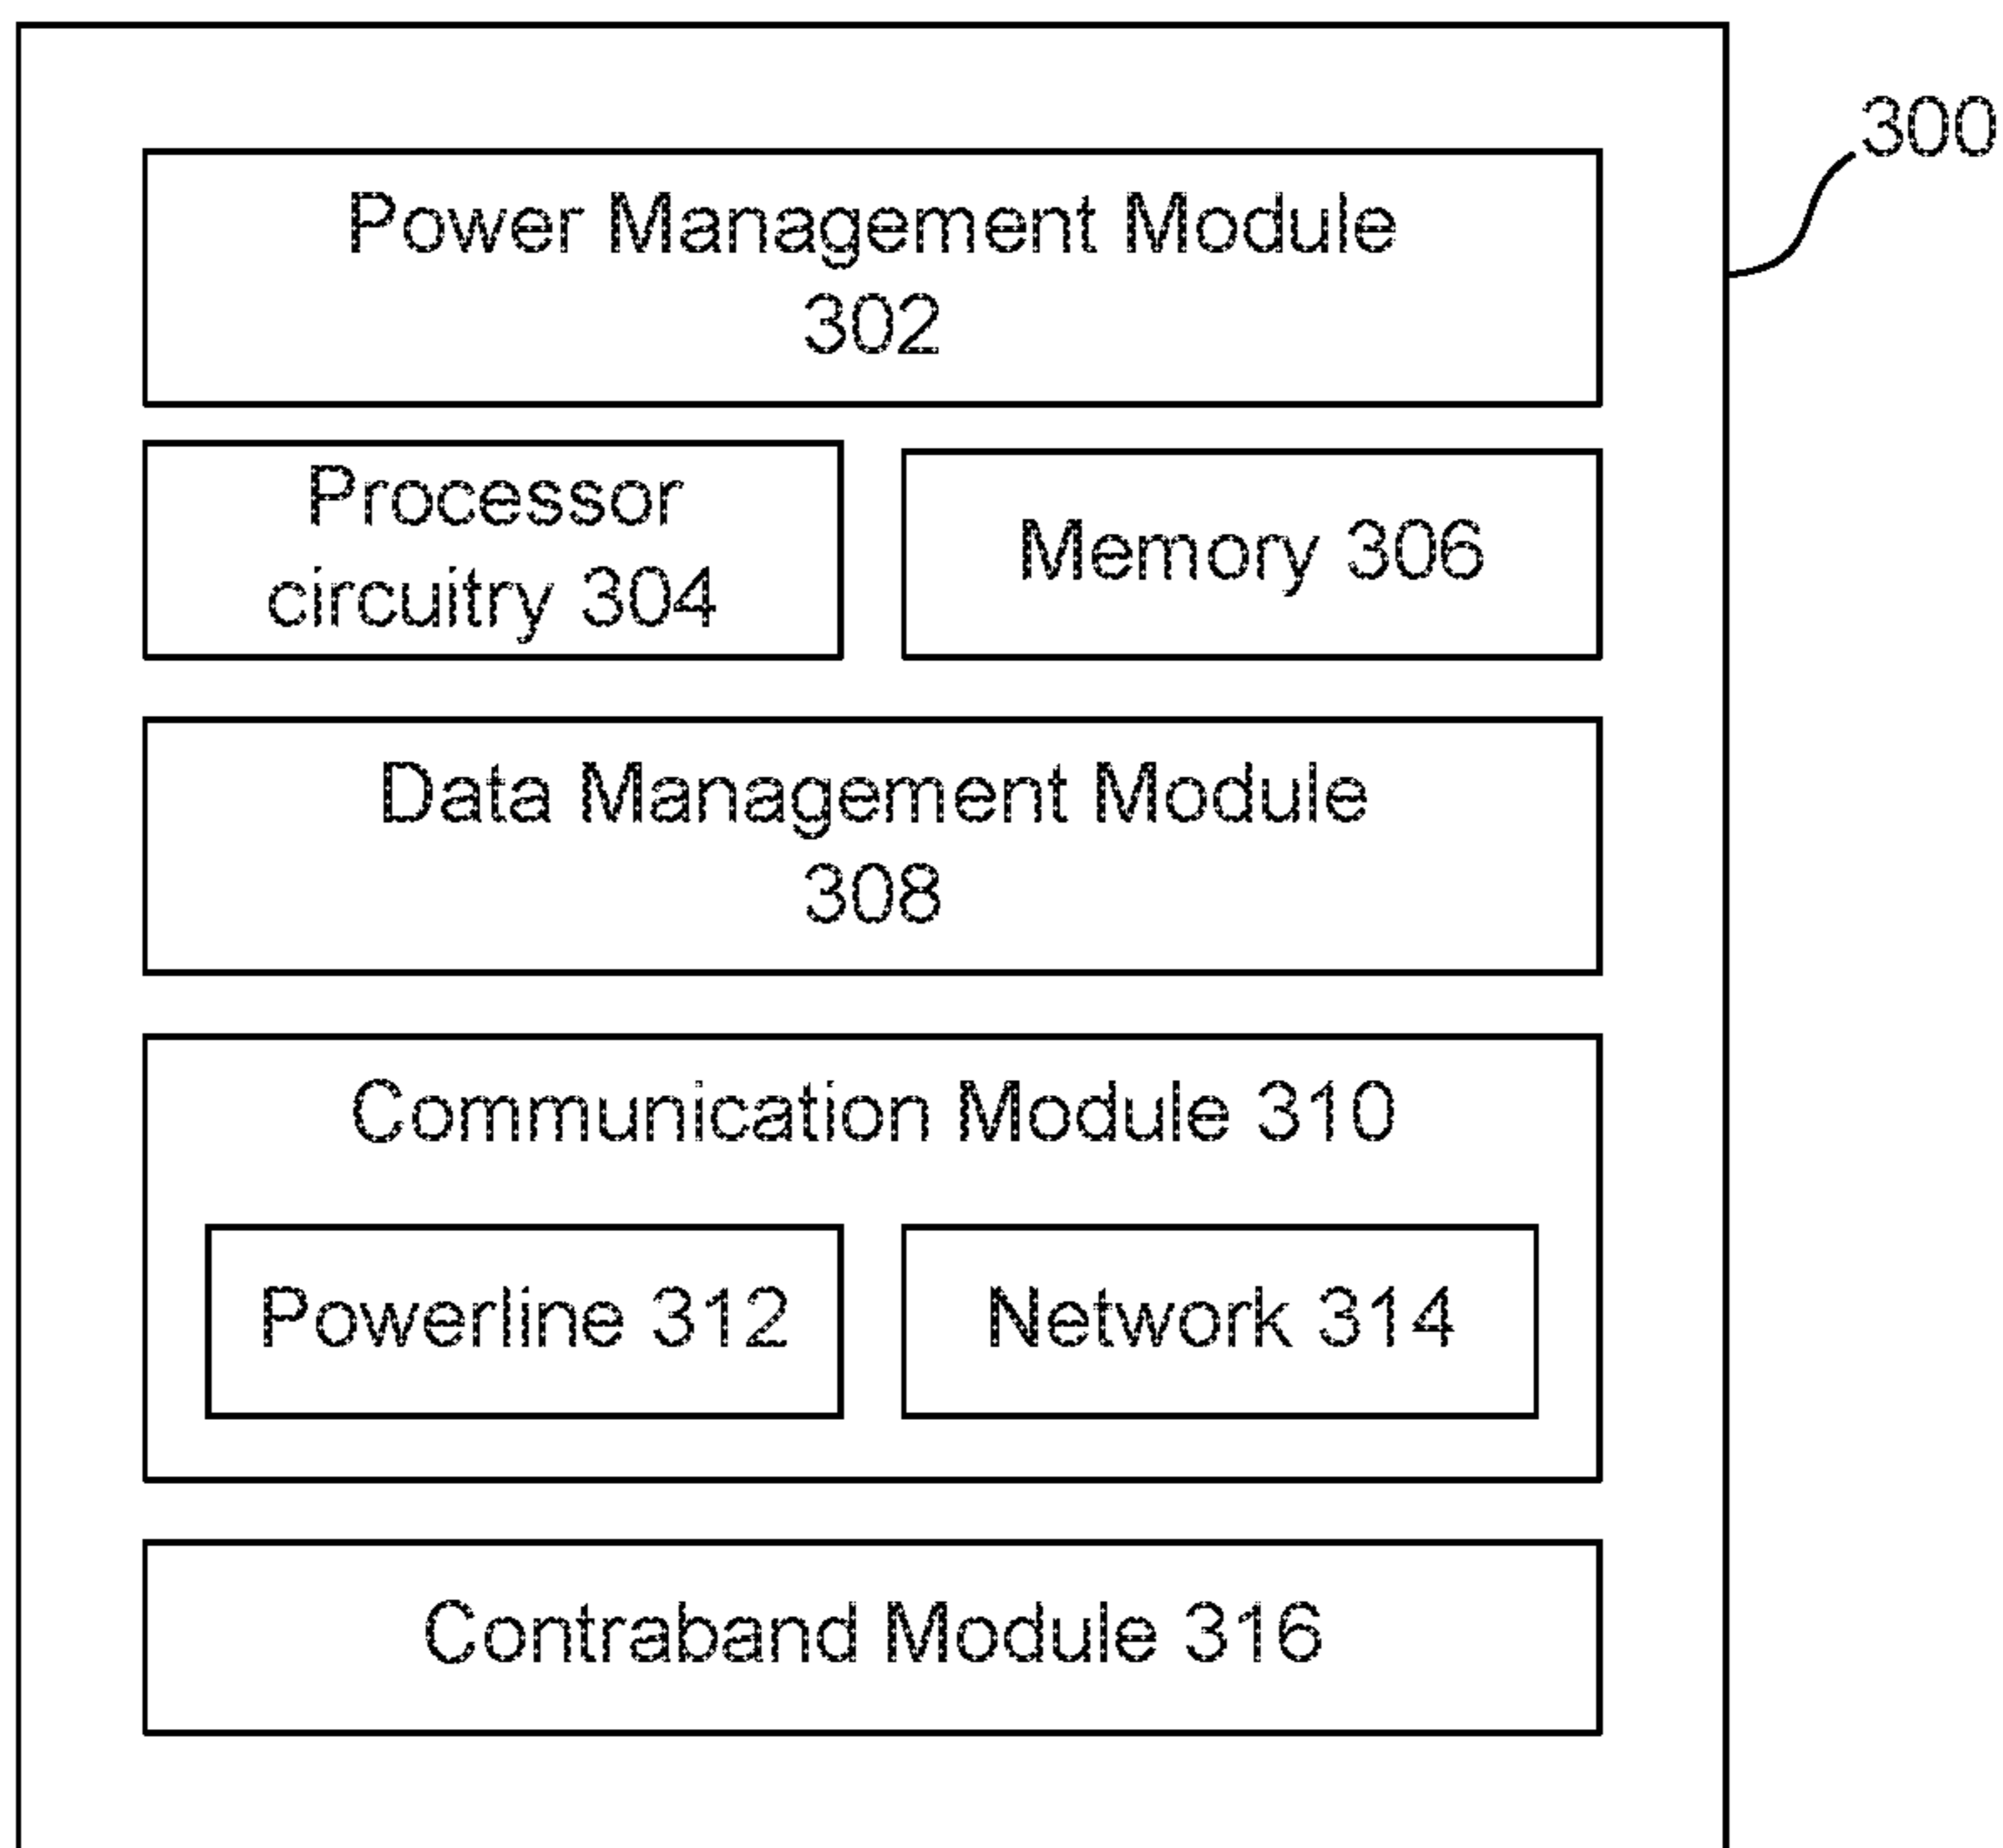 300
Power Management Module
302
Processor
circuitry 304
Memory 306
Data Management Module
308
Communication Module 310
Powerline 312
Network 314
Contraband Module 316